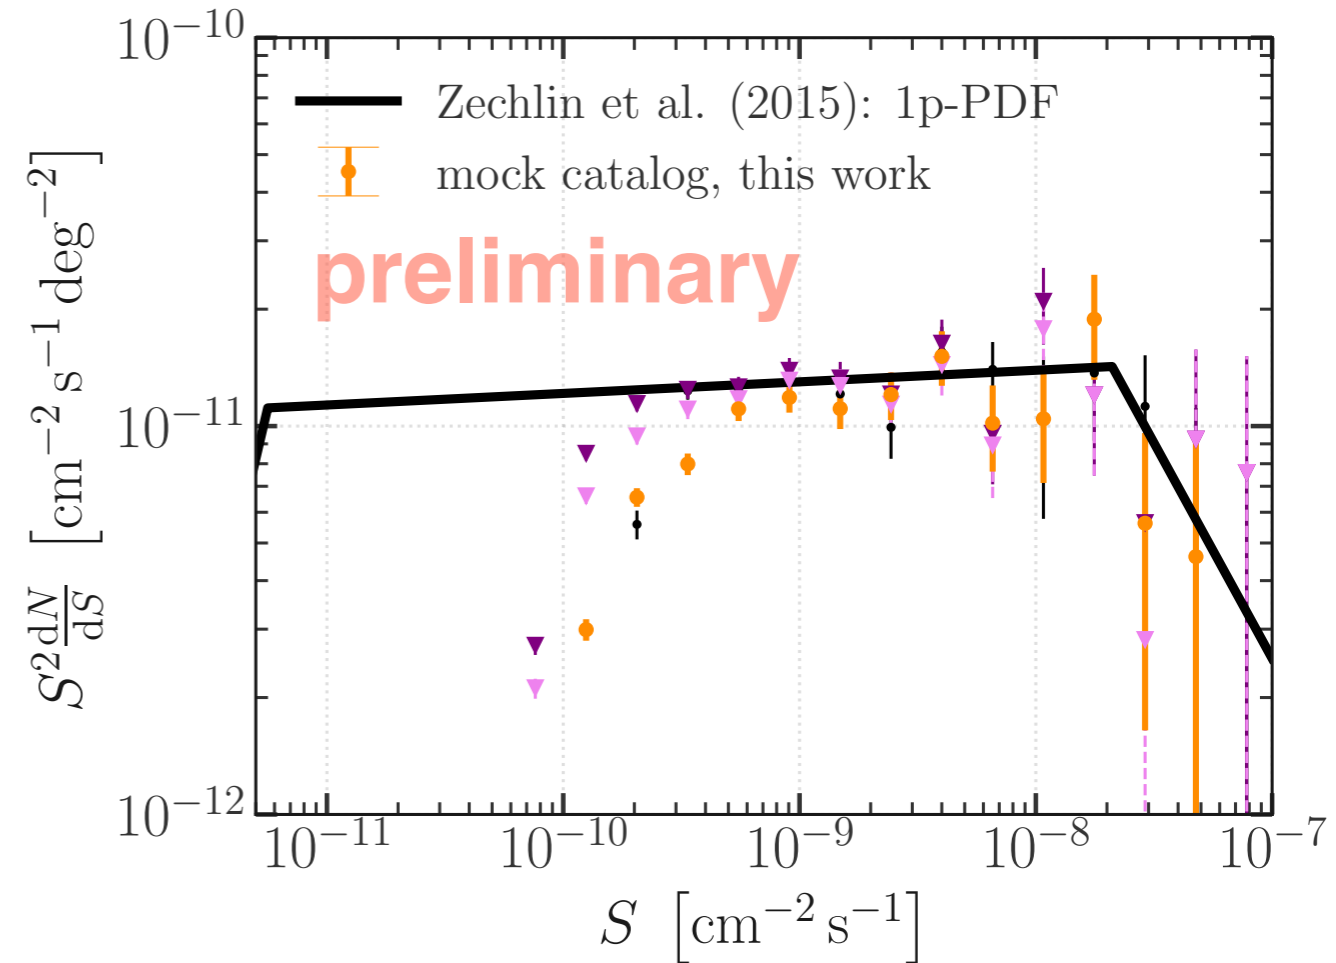 10^{-10}
Zechlin et al. (2015): 1p-PDF
mock catalog, this work
preliminary
S^2 \frac{dN}{dS} [cm^{-2} s^{-1} deg^{-2}]
10^{-11}
10^{-12}
10^{-11} 10^{-10} 10^{-9} 10^{-8} 10^{-7}
S [cm^{-2} s^{-1}]